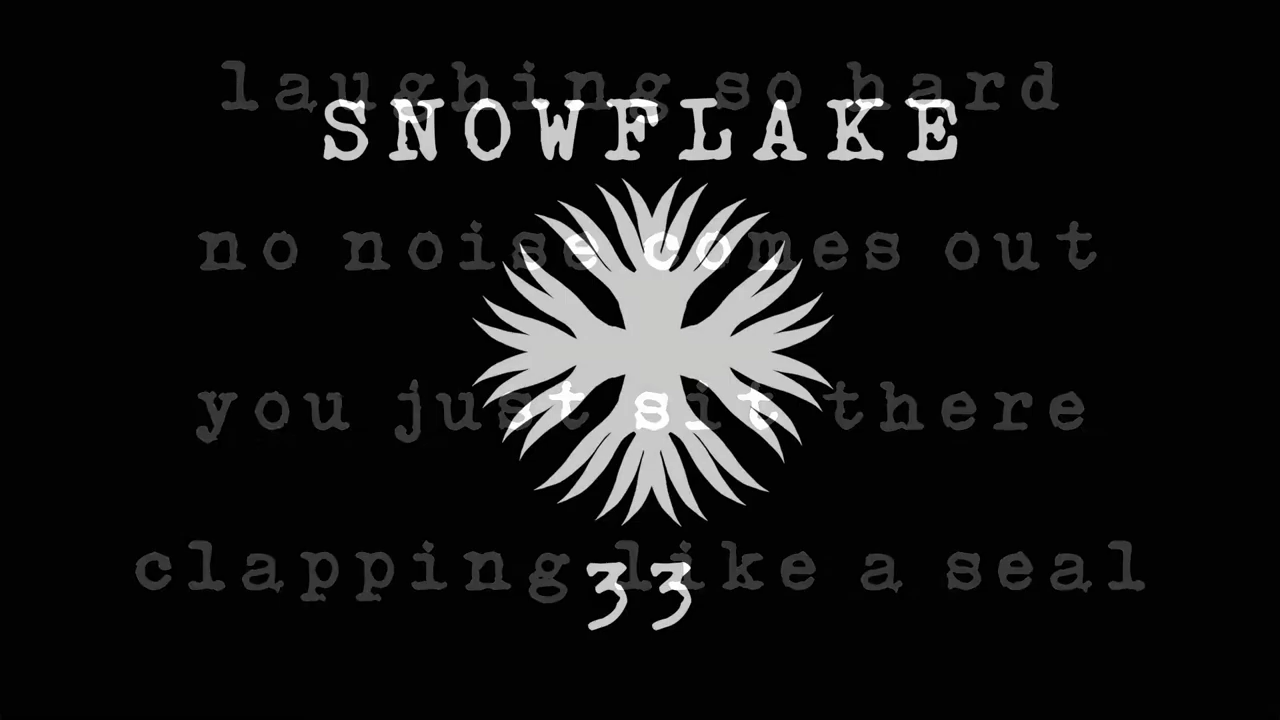 laughing so hard
SNOWFLAKE
no noise comes out
you just sit there
clapping like a seal
33